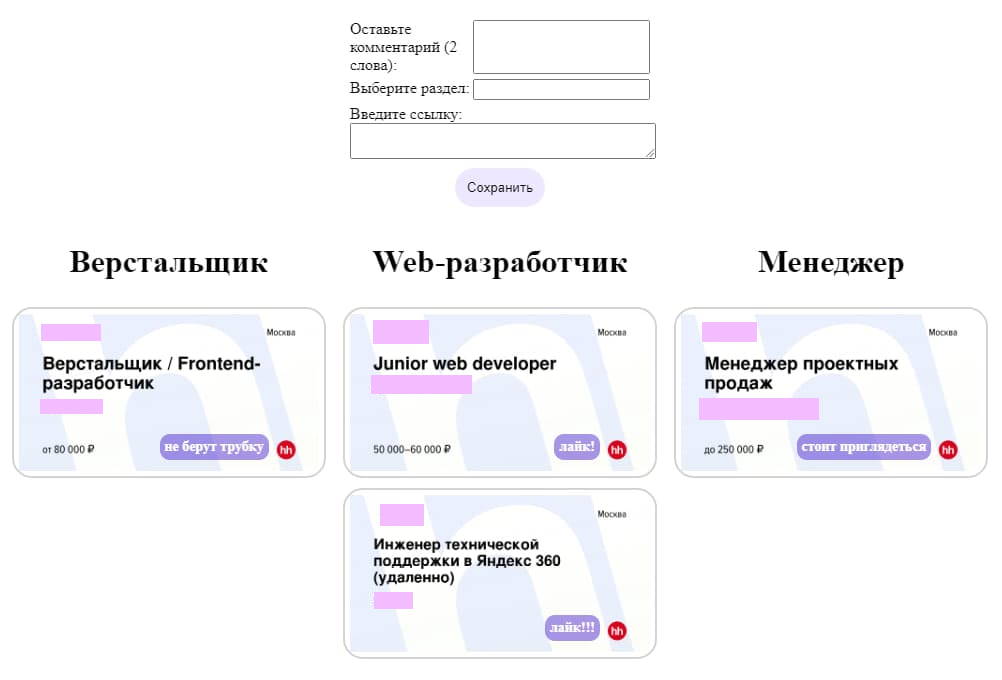 Оставьте
комментарий (2
слова):
Выберите раздел:
Введите ссылку:
Сохранить
Верстальщик
Web-разработчик
Менеджер
Москва
Верстальщик / Frontend-
разработчик
от 80 000 ₽
не берут трубку
hh
Москва
Junior web developer
50 000–60 000 ₽
лайк!
hh
Москва
Менеджер проектных
продаж
до 250 000 ₽
стоит приглядеться
hh
Москва
Инженер технической
поддержки в Яндекс 360
(удаленно)
лайк!!!
hh